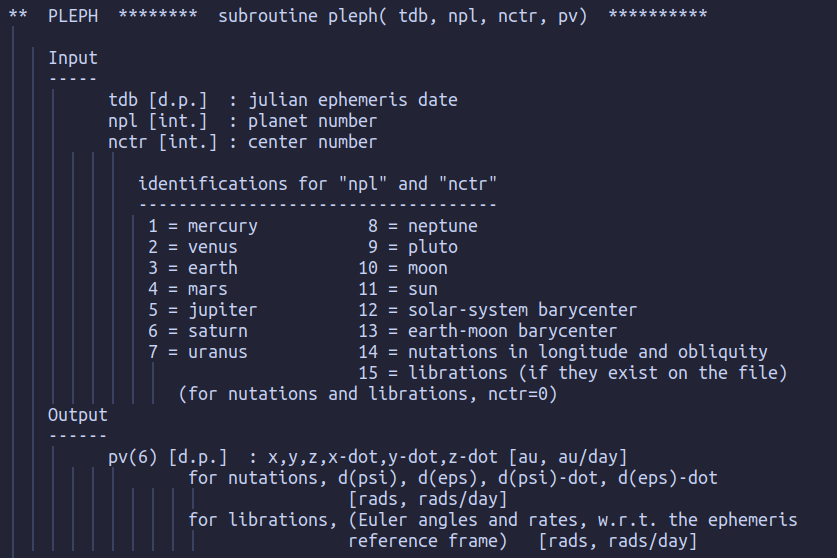 ** PLEPH ******** subroutine pleph( tdb, npl, nctr, pv) **********
Input
-----
tdb [d.p.] : julian ephemeris date
npl [int.] : planet number
nctr [int.] : center number
identifications for "npl" and "nctr"
------------------------------------
1 = mercury 8 = neptune
2 = venus 9 = pluto
3 = earth 10 = moon
4 = mars 11 = sun
5 = jupiter 12 = solar-system barycenter
6 = saturn 13 = earth-moon barycenter
7 = uranus 14 = nutations in longitude and obliquity
15 = librations (if they exist on the file)
(for nutations and librations, nctr=0)
Output
------
pv(6) [d.p.] : x,y,z,x-dot,y-dot,z-dot [au, au/day]
for nutations, d(psi), d(eps), d(psi)-dot, d(eps)-dot
[rads, rads/day]
for librations, (Euler angles and rates, w.r.t. the ephemeris
reference frame) [rads, rads/day]